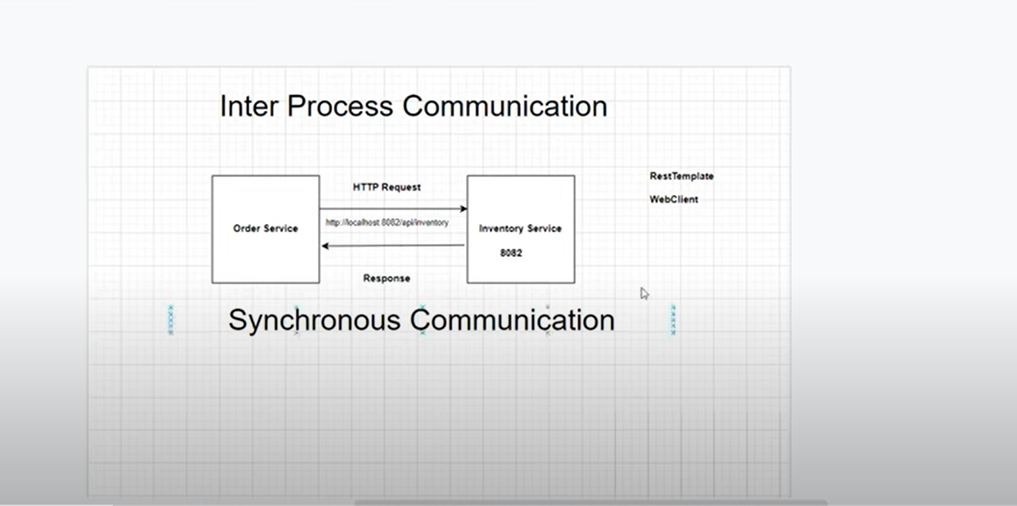 Inter Process Communication
HTTP Request
RestTemplate
WebClient
http://localhost 8082/api/inventory
Order Service
Inventory Service
8082
Response
Synchronous Communication